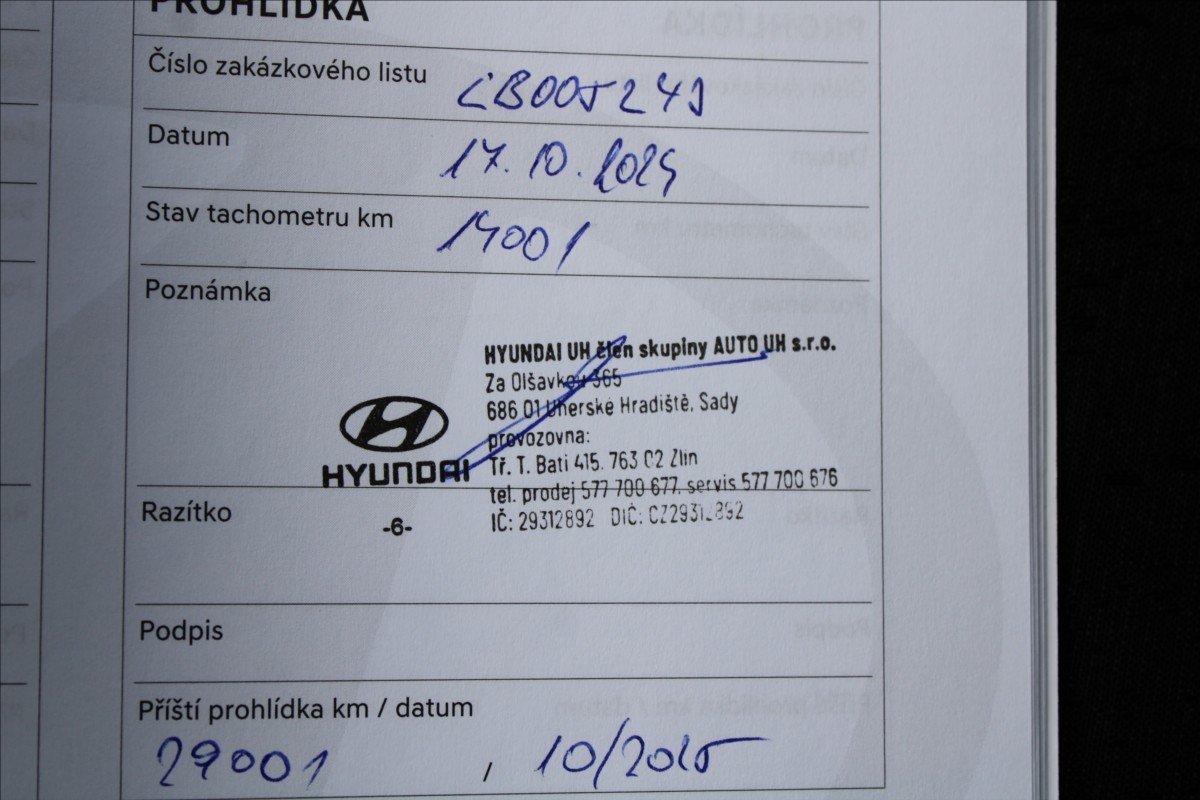 PROHLÍDKA
Číslo zakázkového listu
Datum 17.10.2024
Stav tachometru km 14001
Poznámka
HYUNDAI
HYUNDAI UH člen skupiny AUTO UH s.r.o.
Za Olšavkou 365
686 01 Uherské Hradiště, Sady
provozovna:
Tř. T. Bati 415, 763 02 Zlín
tel. prodej 577 700 677, servis 577 700 676
IČ: 29312892 DIČ: CZ29312892
Razítko -6-
Podpis
Příští prohlídka km / datum
29001 / 10/2025